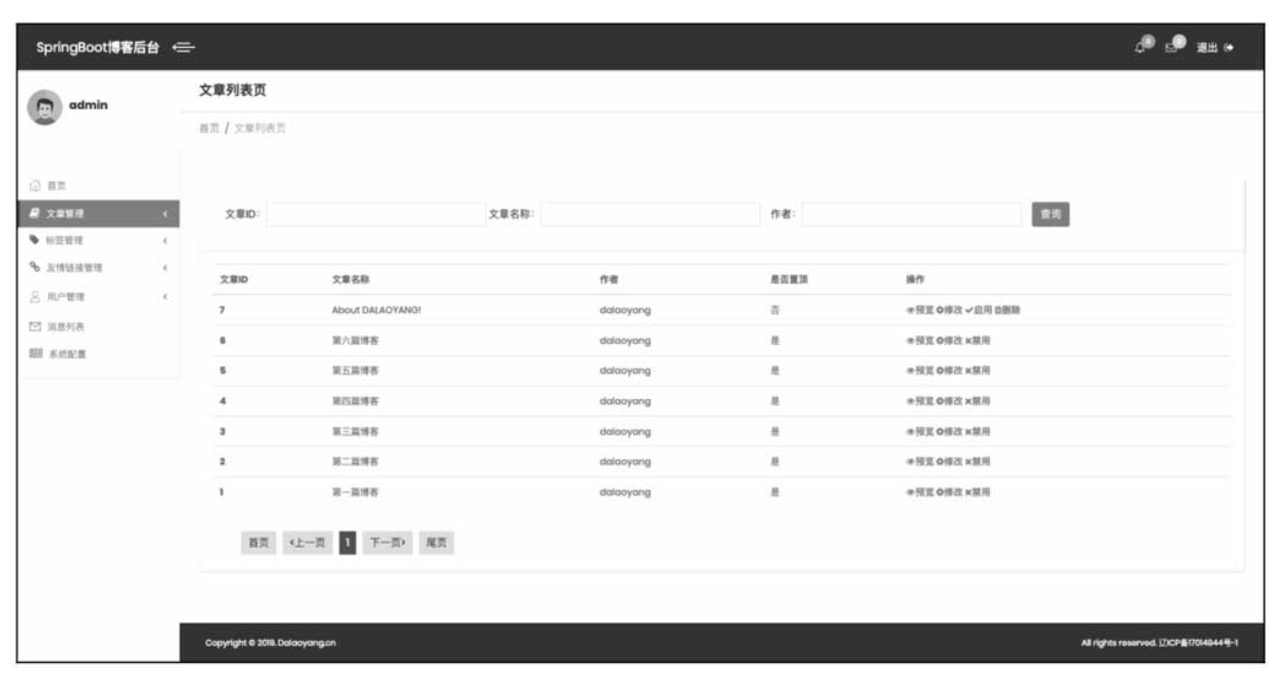 SpringBoot博客后台
退出
admin
文章列表页
首页 / 文章列表页
首页
文章管理
标签管理
友情链接管理
用户管理
消息列表
系统配置
文章ID: 文章名称: 作者: 查询
文章ID 文章名称 作者 是否置顶 操作
7 About DALAOYANG! dalaoyang 否 预览 修改 启用 删除
6 第六篇博客 dalaoyang 是 预览 修改 禁用
5 第五篇博客 dalaoyang 是 预览 修改 禁用
4 第四篇博客 dalaoyang 是 预览 修改 禁用
3 第三篇博客 dalaoyang 是 预览 修改 禁用
2 第二篇博客 dalaoyang 是 预览 修改 禁用
1 第一篇博客 dalaoyang 是 预览 修改 禁用
首页 <上一页 1 下一页> 尾页
Copyright © 2019.Dalaoyang.cn All rights reserved. 辽ICP备17014944号-1